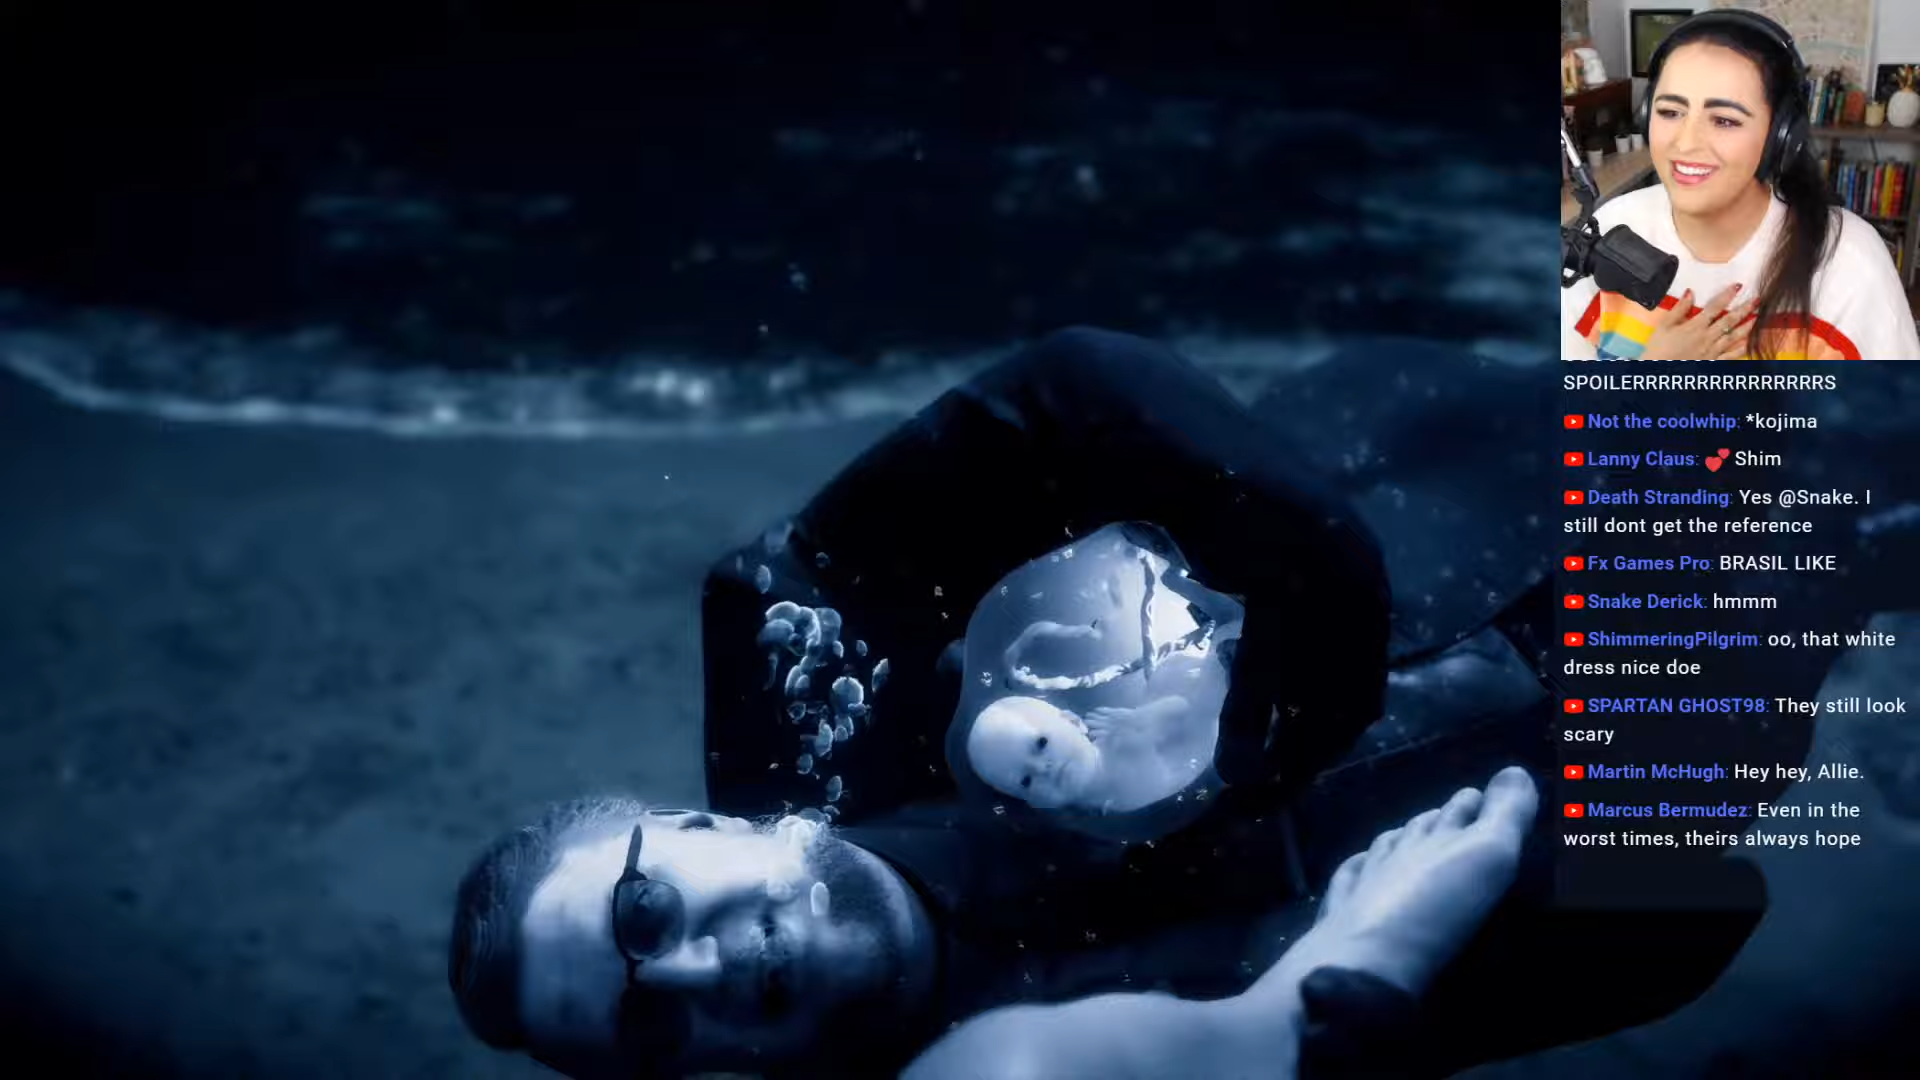 SPOILERRRRRRRRRRRRRRRS
Not the coolwhip: *kojima
Lanny Claus: 💕 Shim
Death Stranding: Yes @Snake. I
still dont get the reference
Fx Games Pro: BRASIL LIKE
Snake Derick: hmmm
ShimmeringPilgrim: oo, that white
dress nice doe
SPARTAN GHOST98: They still look
scary
Martin McHugh: Hey hey, Allie.
Marcus Bermudez: Even in the
worst times, theirs always hope